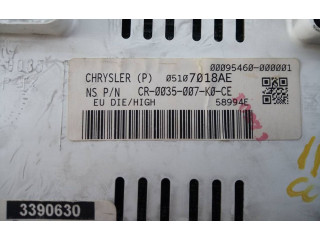 00095460-000001
CHRYSLER (P) 05107018AE
NS P/N CR-0035-007-K0-CE
EU DIE/HIGH 58994E
3390630